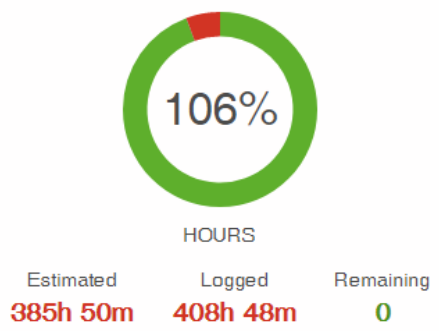 106%
HOURS
Estimated Logged Remaining
385h 50m 408h 48m 0